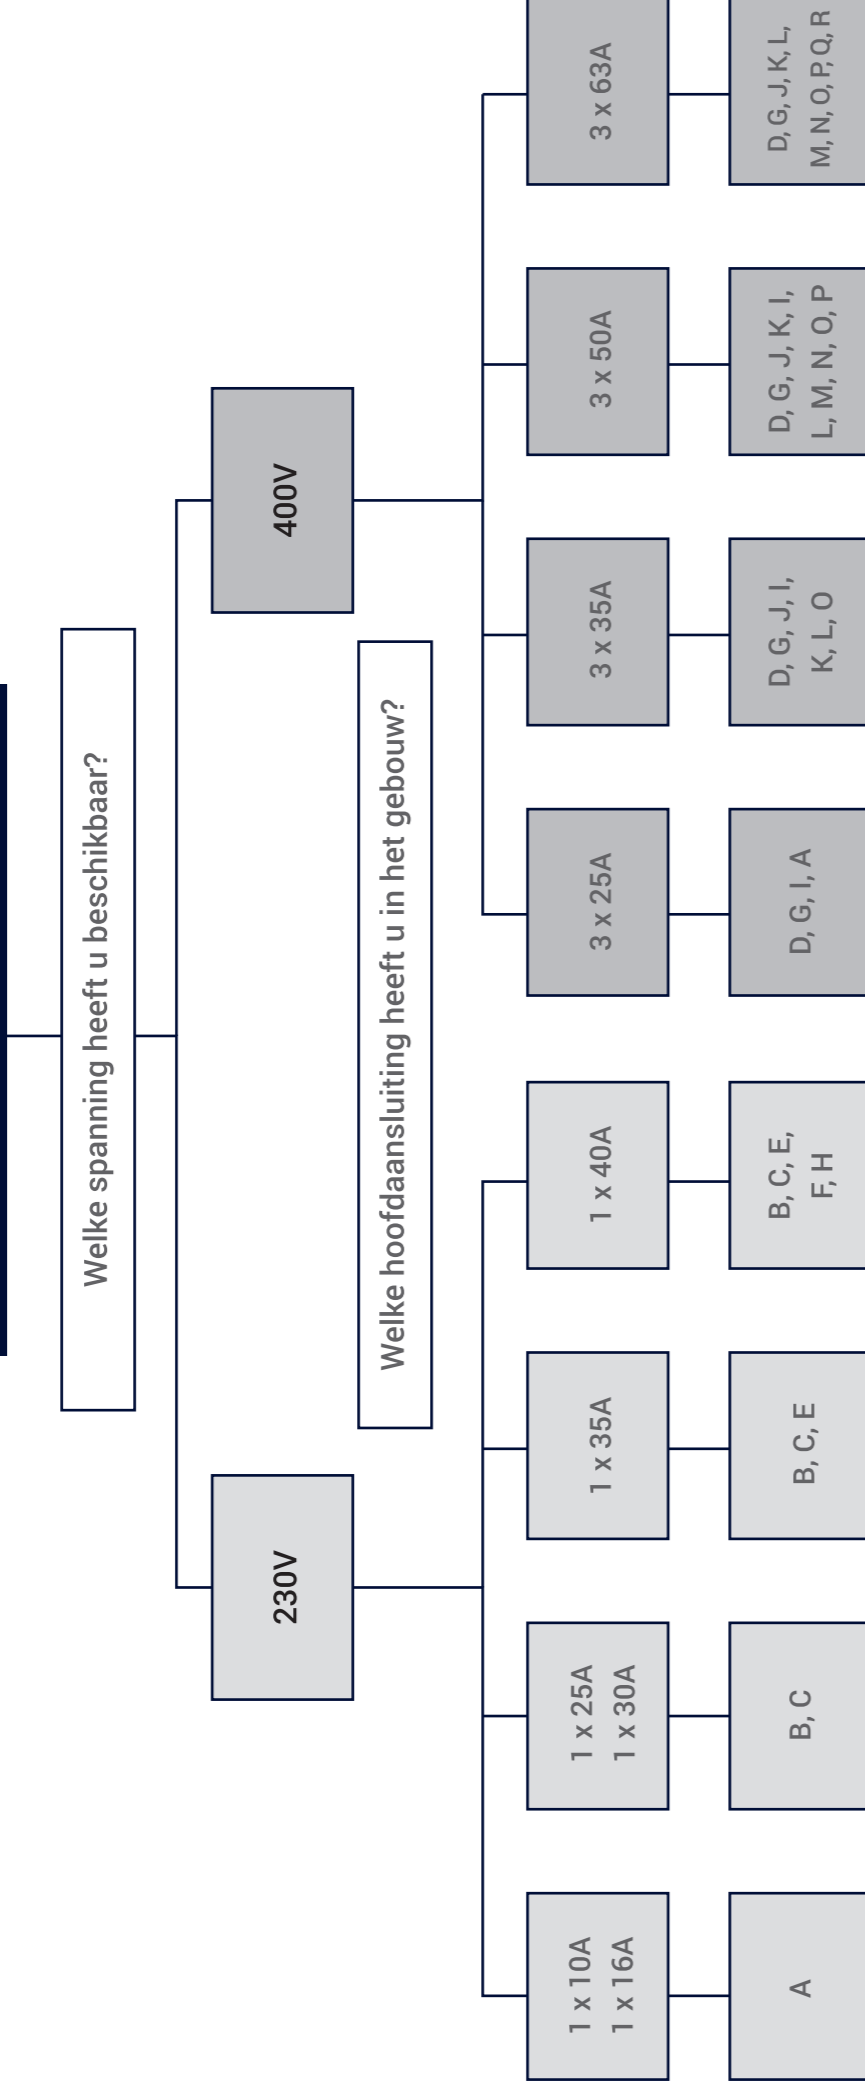 Welke spanning heeft u beschikbaar?
230V
400V
Welke hoofdaansluiting heeft u in het gebouw?
1 x 10A
1 x 16A
1 x 25A
1 x 30A
1 x 35A
1 x 40A
3 x 25A
3 x 35A
3 x 50A
3 x 63A
A
B, C
B, C, E
B, C, E,
F, H
D, G, I, A
D, G, J, I,
K, L, O
D, G, J, K, I,
L, M, N, O, P
D, G, J, K, L,
M, N, O, P, Q, R